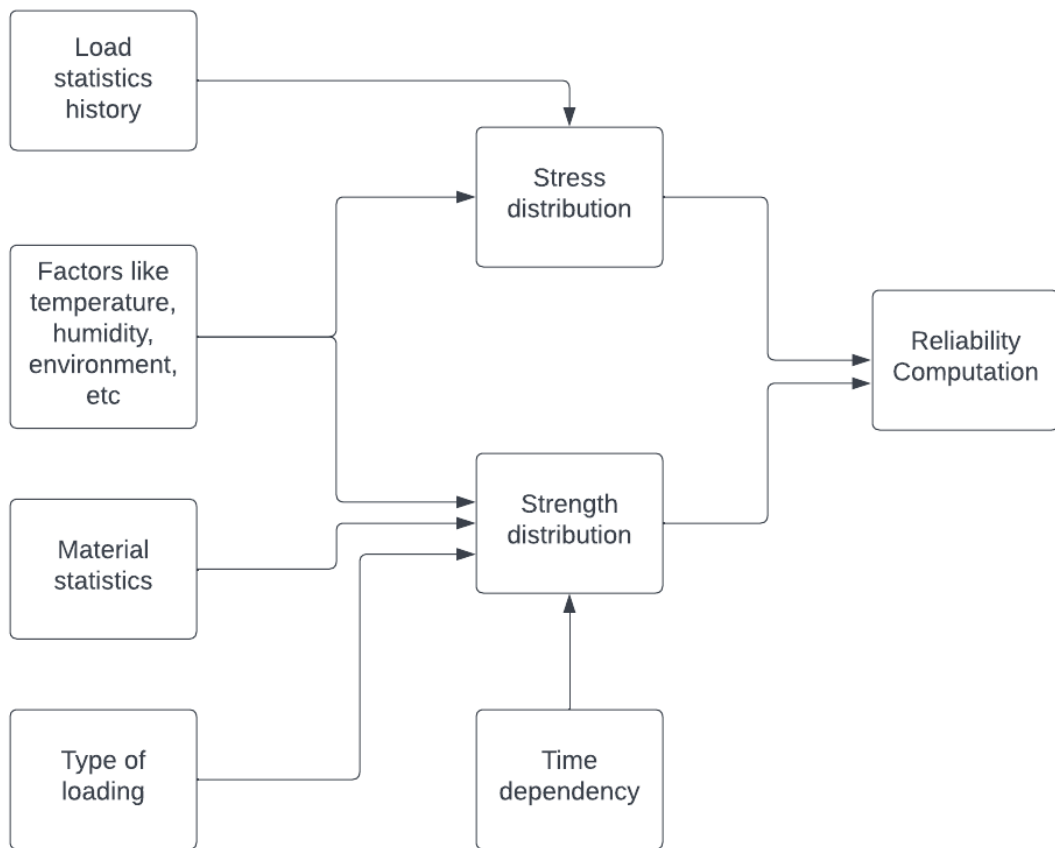 Load
statistics
history
Stress
distribution
Factors like
temperature,
humidity,
environment,
etc
Reliability
Computation
Strength
distribution
Material
statistics
Type of
loading
Time
dependency